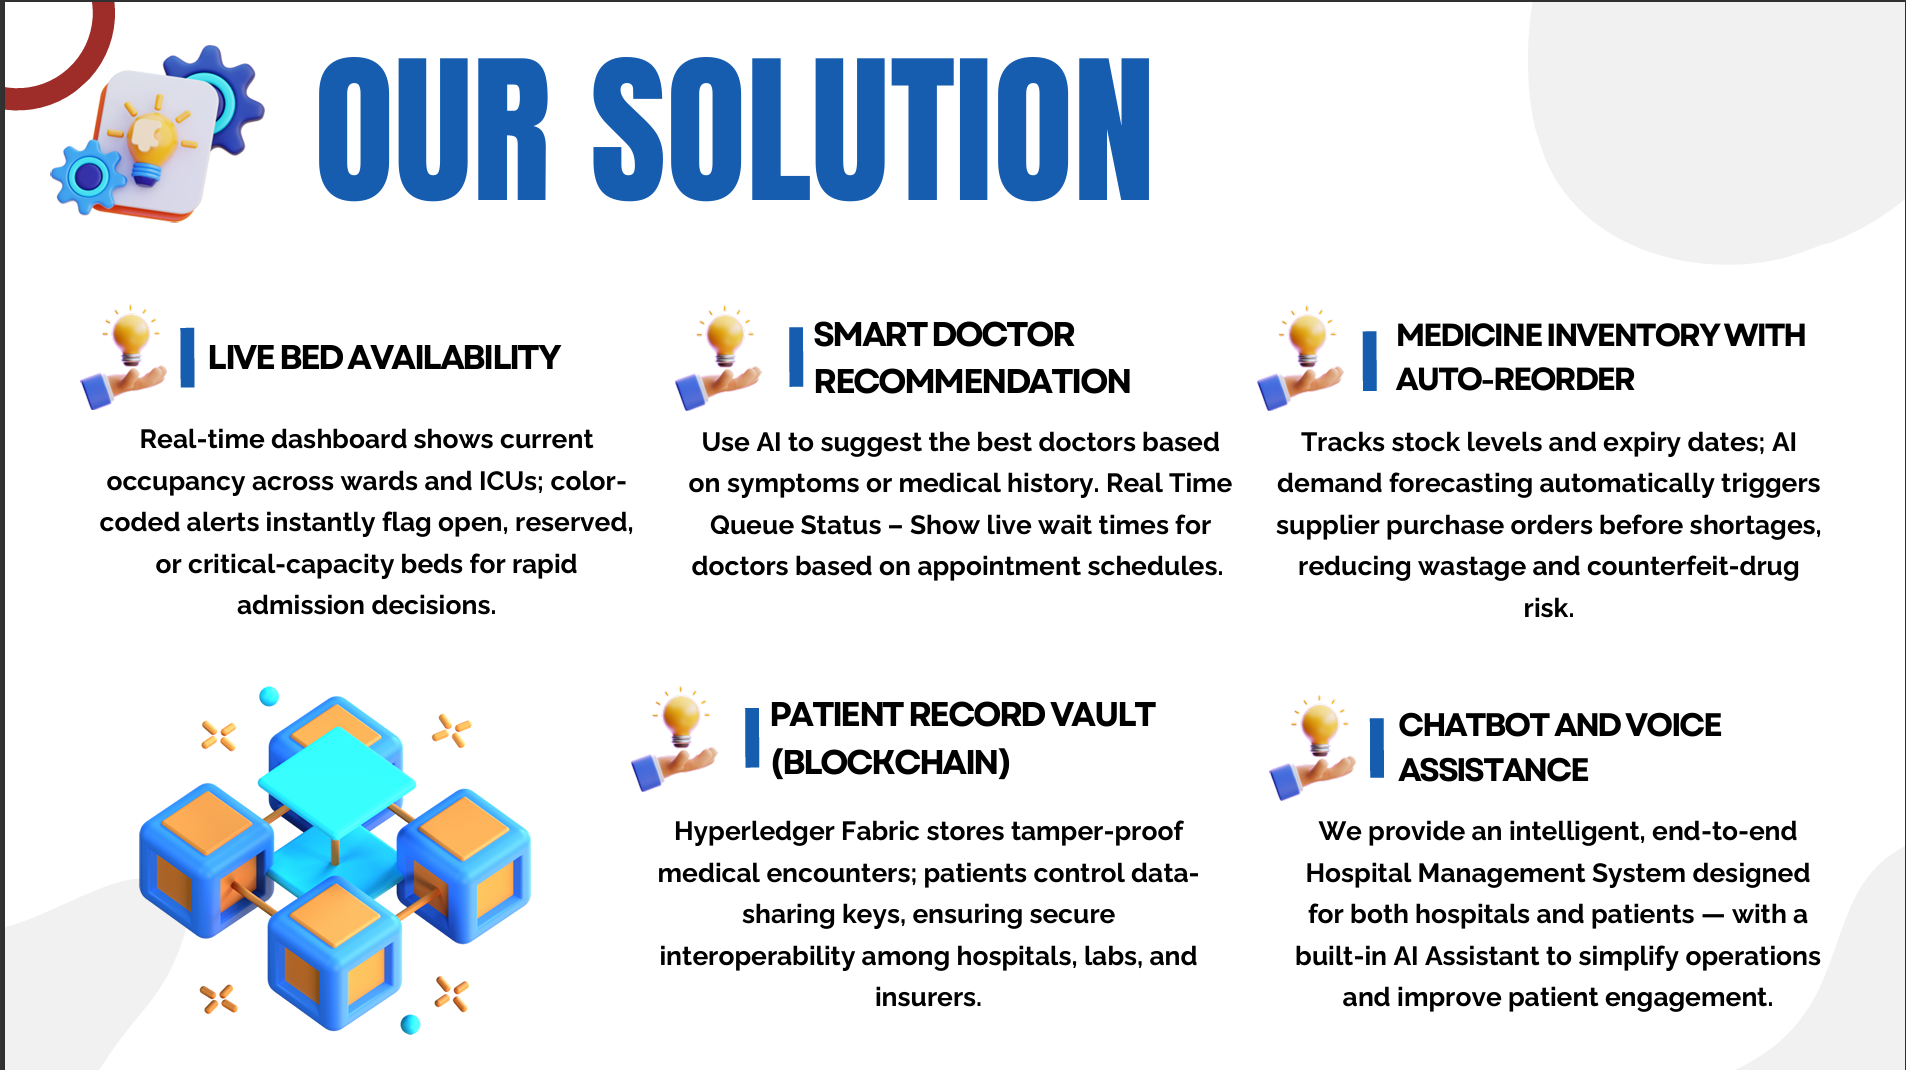 OUR SOLUTION
LIVE BED AVAILABILITY
Real-time dashboard shows current
occupancy across wards and ICUs; color-
coded alerts instantly flag open, reserved,
or critical-capacity beds for rapid
admission decisions.
SMART DOCTOR
RECOMMENDATION
Use AI to suggest the best doctors based
on symptoms or medical history. Real Time
Queue Status – Show live wait times for
doctors based on appointment schedules.
MEDICINE INVENTORY WITH
AUTO-REORDER
Tracks stock levels and expiry dates; AI
demand forecasting automatically triggers
supplier purchase orders before shortages,
reducing wastage and counterfeit-drug
risk.
PATIENT RECORD VAULT
(BLOCKCHAIN)
Hyperledger Fabric stores tamper-proof
medical encounters; patients control data-
sharing keys, ensuring secure
interoperability among hospitals, labs, and
insurers.
CHATBOT AND VOICE
ASSISTANCE
We provide an intelligent, end-to-end
Hospital Management System designed
for both hospitals and patients — with a
built-in AI Assistant to simplify operations
and improve patient engagement.